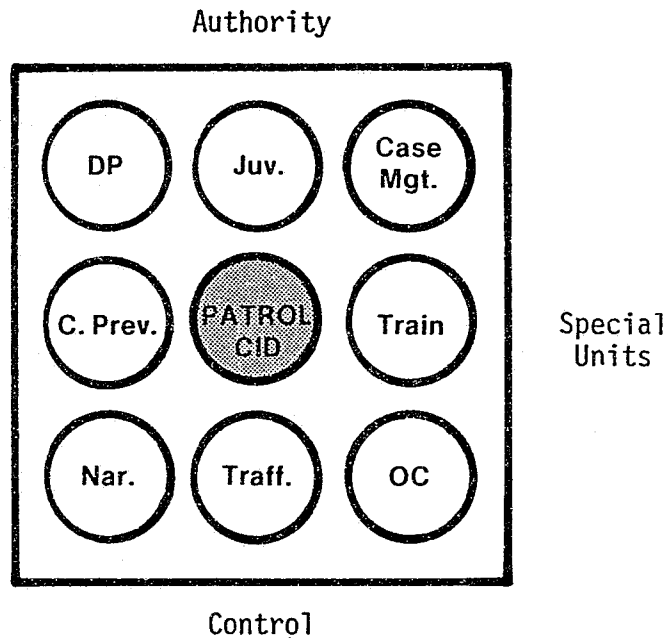 Authority
DP
Juv.
Case
Mgt.
C. Prev.
PATROL
CID
Train
Special
Units
Nar.
Traff.
OC
Control